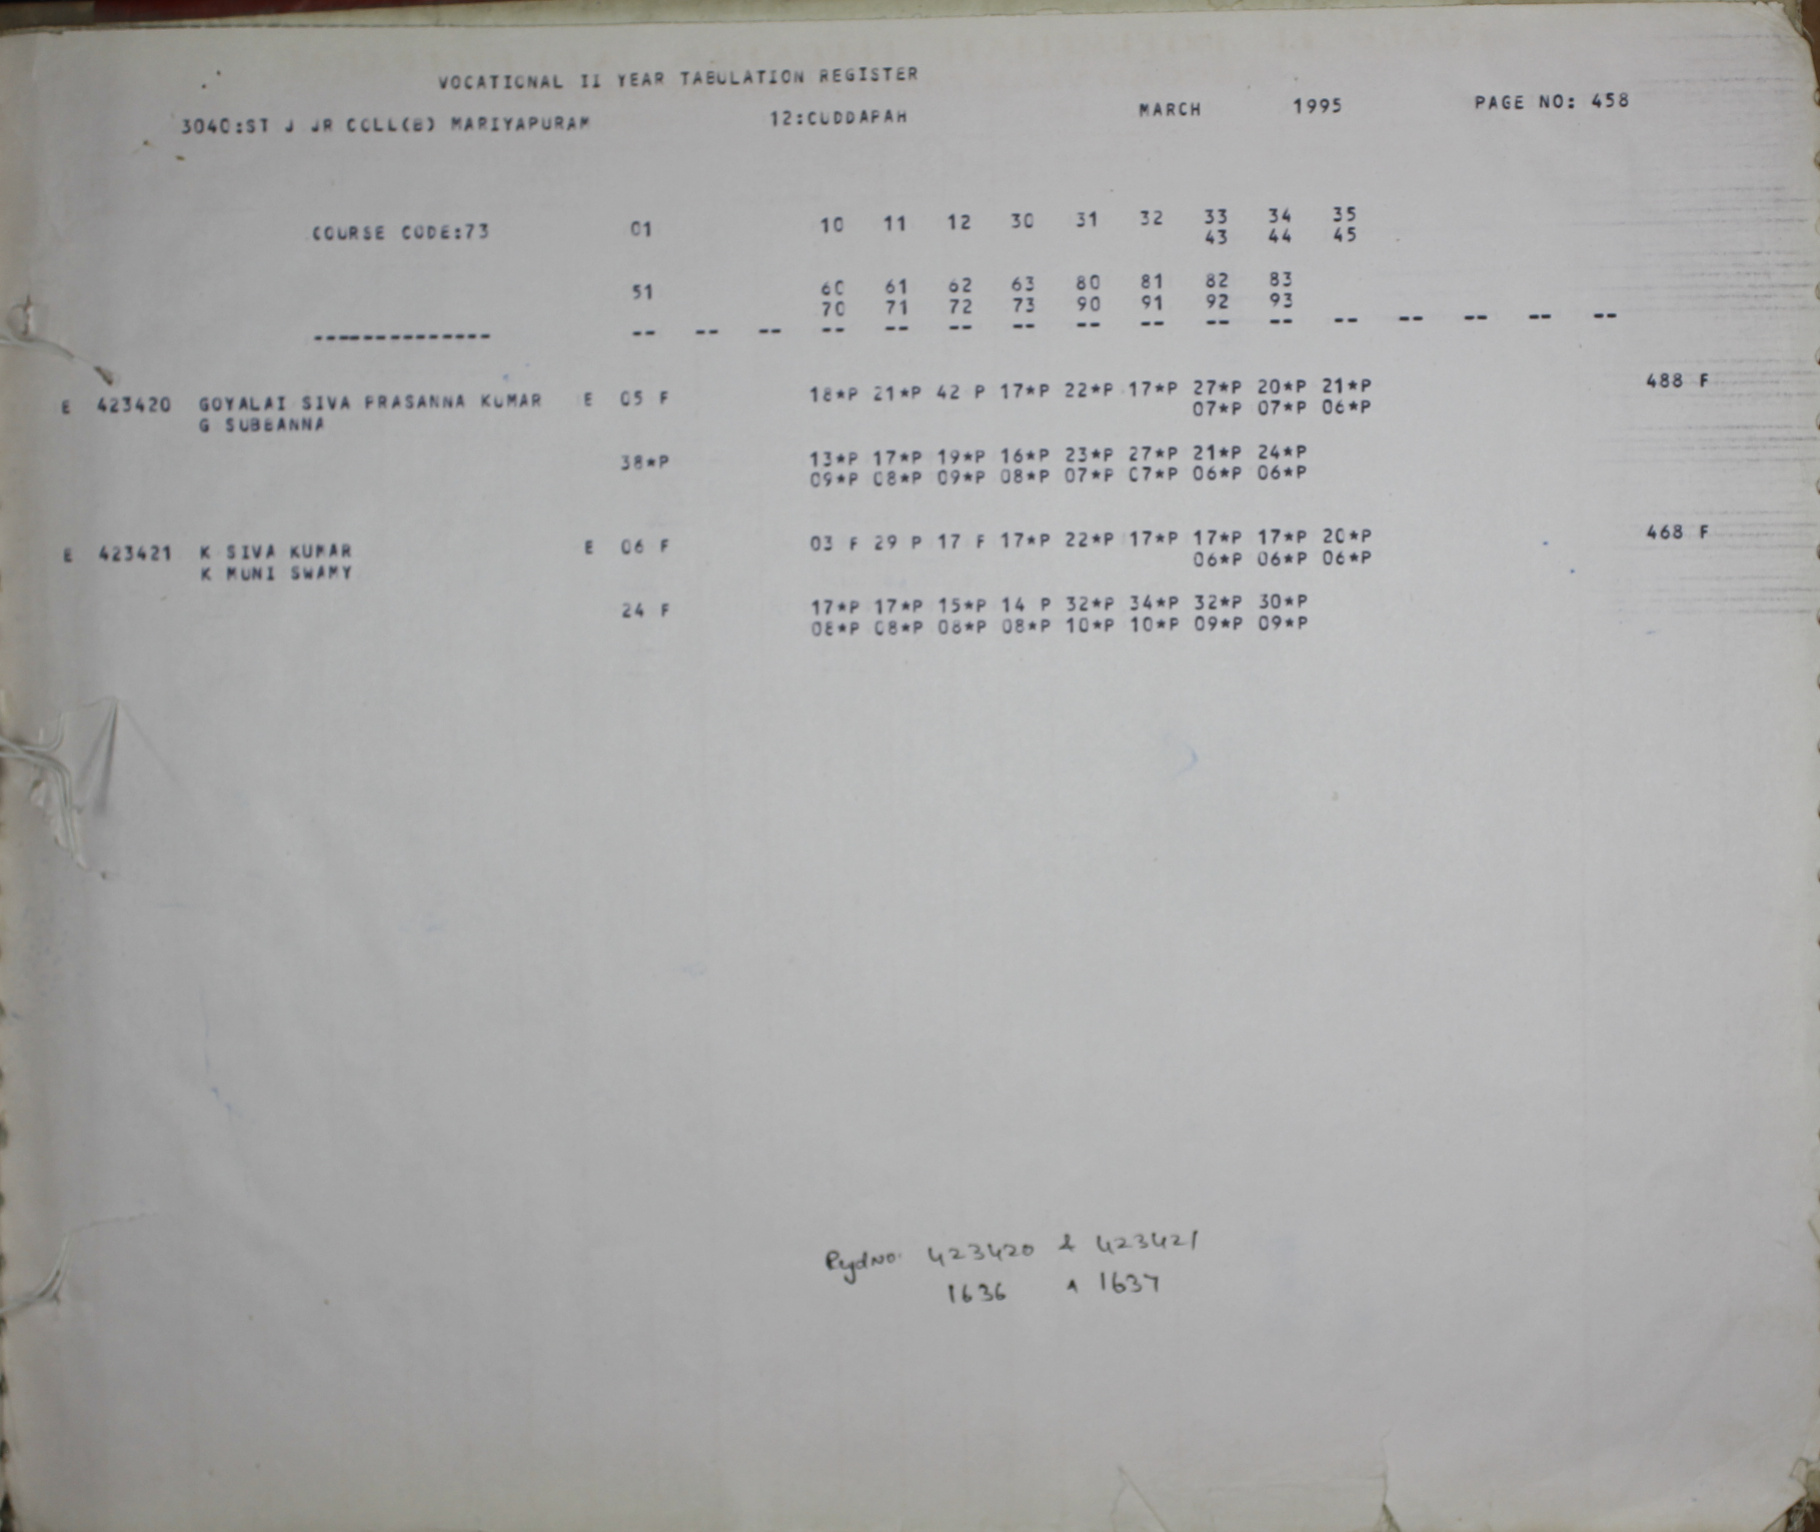 VOCATIONAL II YEAR TABULATION REGISTER
3040:ST J JR COLL(B) MARIYAPURAM 12:CUDDAPAH MARCH 1995 PAGE NO: 458
COURSE CODE:73 01 10 11 12 30 31 32 33 34 35
43 44 45
51 60 61 62 63 80 81 82 83
70 71 72 73 90 91 92 93
-------------- -- -- -- -- -- -- -- -- -- -- -- -- -- -- -- --
E 423420 GOYALAI SIVA PRASANNA KUMAR E 05 F 18*P 21*P 42 P 17*P 22*P 17*P 27*P 20*P 21*P 488 F
G SUBBANNA 07*P 07*P 06*P
38*P 13*P 17*P 19*P 16*P 23*P 27*P 21*P 24*P
09*P 08*P 09*P 08*P 07*P 07*P 06*P 06*P
E 423421 K SIVA KUMAR E 06 F 03 F 29 P 17 F 17*P 22*P 17*P 17*P 17*P 20*P 468 F
K MUNI SWAMY 06*P 06*P 06*P
24 F 17*P 17*P 15*P 14 P 32*P 34*P 32*P 30*P
08*P 08*P 08*P 08*P 10*P 10*P 09*P 09*P
RegdNo. 423420 & 423421
1636 1637